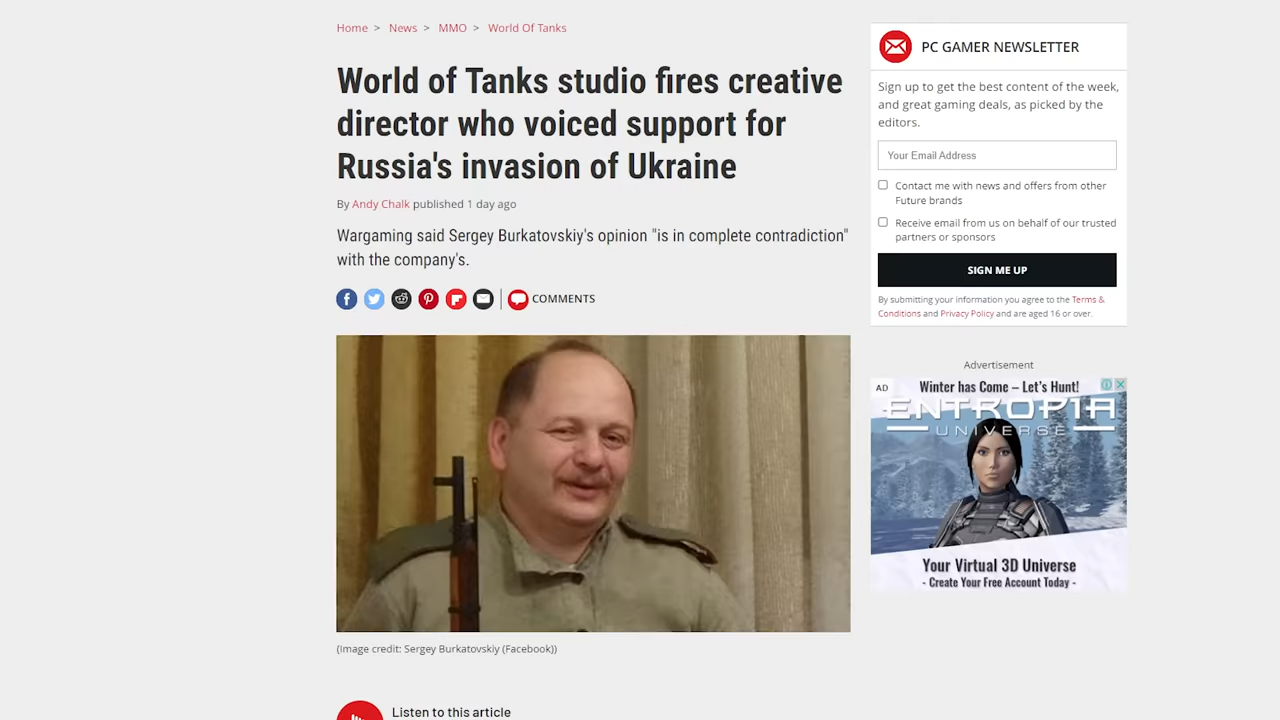 Home > News > MMO > World Of Tanks
World of Tanks studio fires creative
director who voiced support for
Russia's invasion of Ukraine
By Andy Chalk published 1 day ago
Wargaming said Sergey Burkatovskiy's opinion "is in complete contradiction"
with the company's.
COMMENTS
(Image credit: Sergey Burkatovskiy (Facebook))
Listen to this article
PC GAMER NEWSLETTER
Sign up to get the best content of the week,
and great gaming deals, as picked by the
editors.
Your Email Address
Contact me with news and offers from other
Future brands
Receive email from us on behalf of our trusted
partners or sponsors
SIGN ME UP
By submitting your information you agree to the Terms &
Conditions and Privacy Policy and are aged 16 or over.
Advertisement
AD
Winter has Come – Let's Hunt!
ENTROPIA
UNIVERSE
Your Virtual 3D Universe
- Create Your Free Account Today -